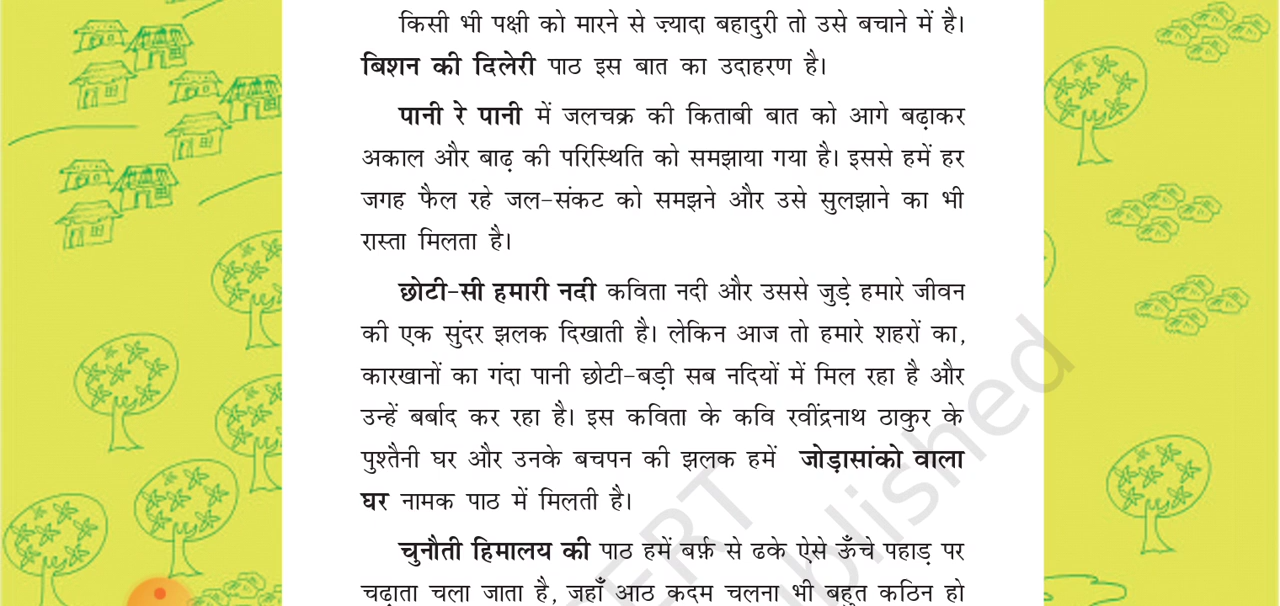 किसी भी पक्षी को मारने से ज़्यादा बहादुरी तो उसे बचाने में है।
बिशन की दिलेरी पाठ इस बात का उदाहरण है।
पानी रे पानी में जलचक्र की किताबी बात को आगे बढ़ाकर
अकाल और बाढ़ की परिस्थिति को समझाया गया है। इससे हमें हर
जगह फैल रहे जल-संकट को समझने और उसे सुलझाने का भी
रास्ता मिलता है।
छोटी-सी हमारी नदी कविता नदी और उससे जुड़े हमारे जीवन
की एक सुंदर झलक दिखाती है। लेकिन आज तो हमारे शहरों का,
कारखानों का गंदा पानी छोटी-बड़ी सब नदियों में मिल रहा है और
उन्हें बर्बाद कर रहा है। इस कविता के कवि रवींद्रनाथ ठाकुर के
पुश्तैनी घर और उनके बचपन की झलक हमें जोड़ासांको वाला
घर नामक पाठ में मिलती है।
चुनौती हिमालय की पाठ हमें बर्फ़ से ढके ऐसे ऊँचे पहाड़ पर
चढ़ाता चला जाता है, जहाँ आठ कदम चलना भी बहुत कठिन हो